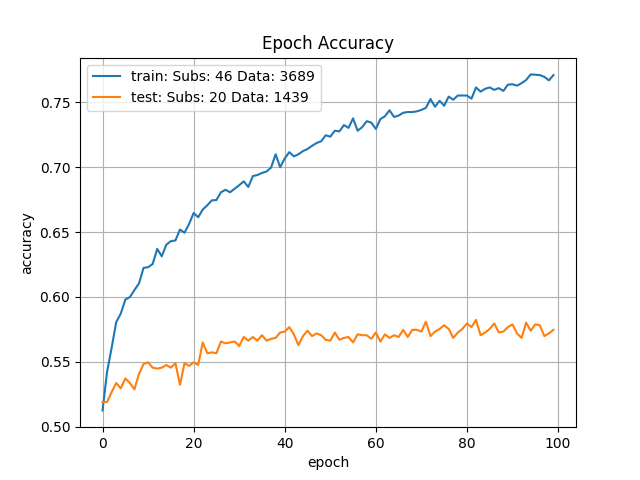 Epoch Accuracy
train: Subs: 46 Data: 3689
test: Subs: 20 Data: 1439
accuracy
0.75
0.70
0.65
0.60
0.55
0.50
0 20 40 60 80 100
epoch